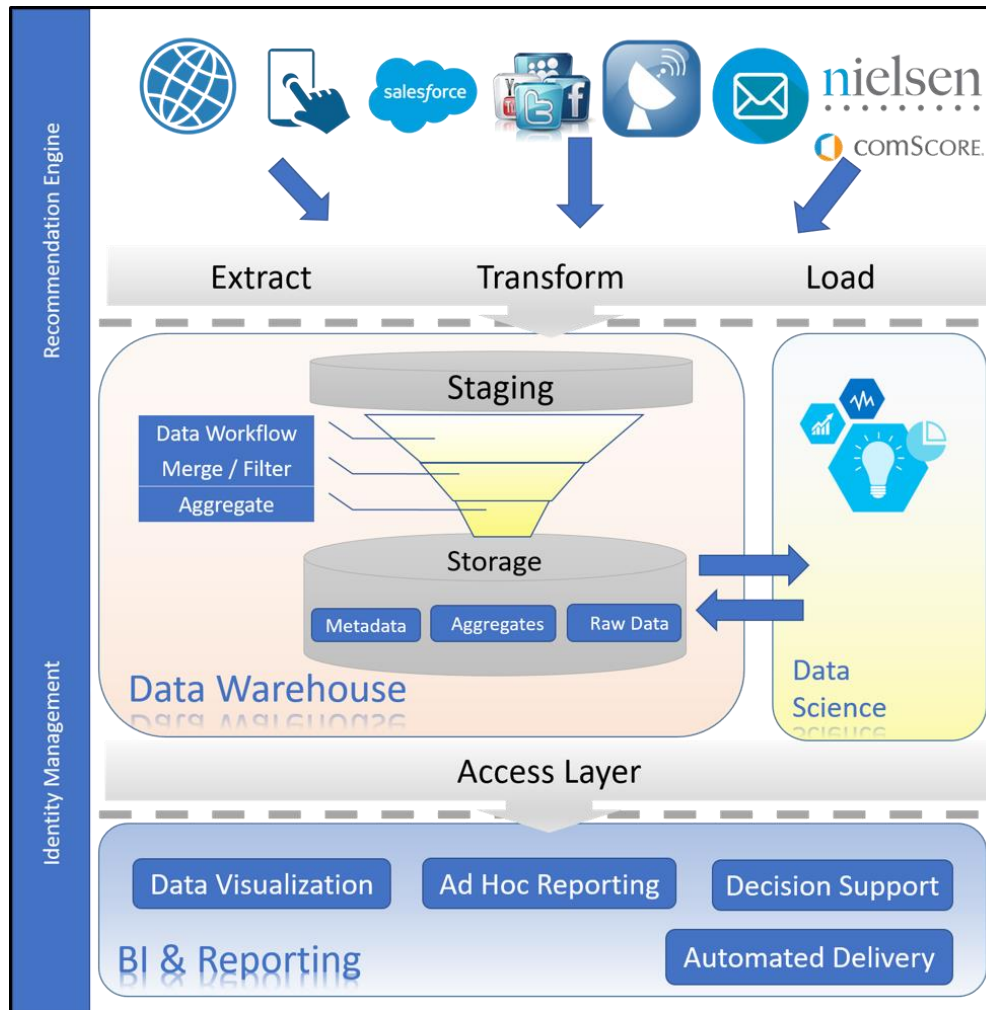 Recommendation Engine
Identity Management
salesforce
You
nielsen
comSCORE.
Extract
Transform
Load
Staging
Data Workflow
Merge / Filter
Aggregate
Storage
Metadata
Aggregates
Raw Data
Data Warehouse
Data
Science
Access Layer
Data Visualization
Ad Hoc Reporting
Decision Support
BI & Reporting
Automated Delivery